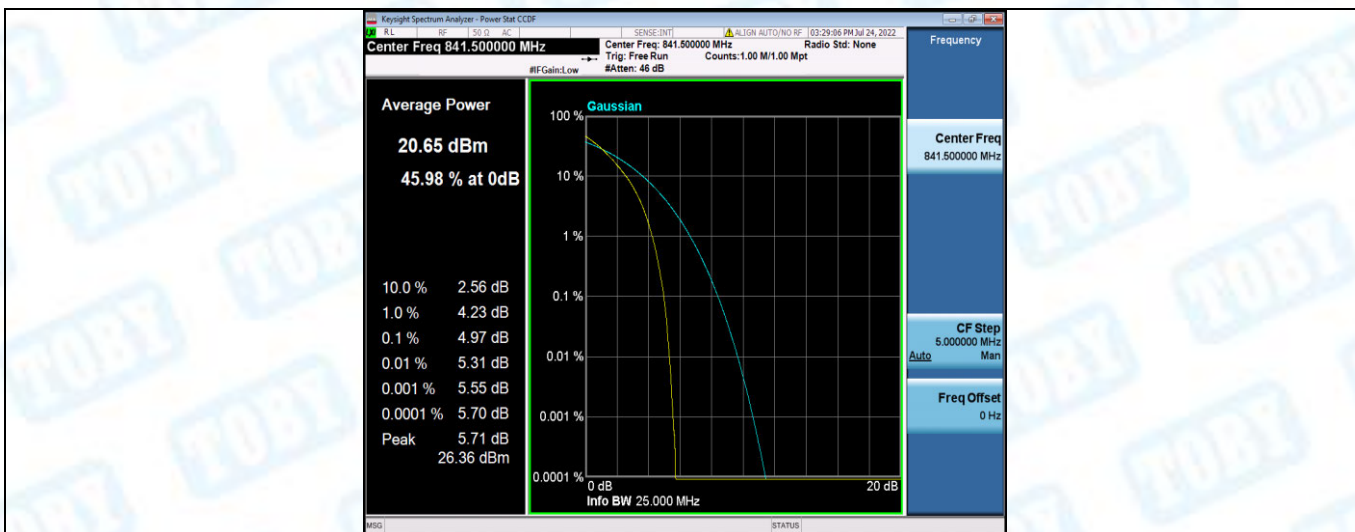 Keysight Spectrum Analyzer - Power Stat CCDF
RL RF 50 Ω AC SENSE:INT ALIGN AUTO/NO RF 03:29:06 PM Jul 24, 2022
Center Freq 841.500000 MHz
Center Freq: 841.500000 MHz Radio Std: None
Trig: Free Run Counts:1.00 M/1.00 Mpt
#IFGain:Low #Atten: 46 dB
Frequency
Average Power
20.65 dBm
45.98 % at 0dB
10.0 % 2.56 dB
1.0 % 4.23 dB
0.1 % 4.97 dB
0.01 % 5.31 dB
0.001 % 5.55 dB
0.0001 % 5.70 dB
Peak 5.71 dB
26.36 dBm
Gaussian
100 %
10 %
1 %
0.1 %
0.01 %
0.001 %
0.0001 %
0 dB 20 dB
Info BW 25.000 MHz
Center Freq
841.500000 MHz
CF Step
5.000000 MHz
Auto Man
Freq Offset
0 Hz
MSG STATUS
TOBY